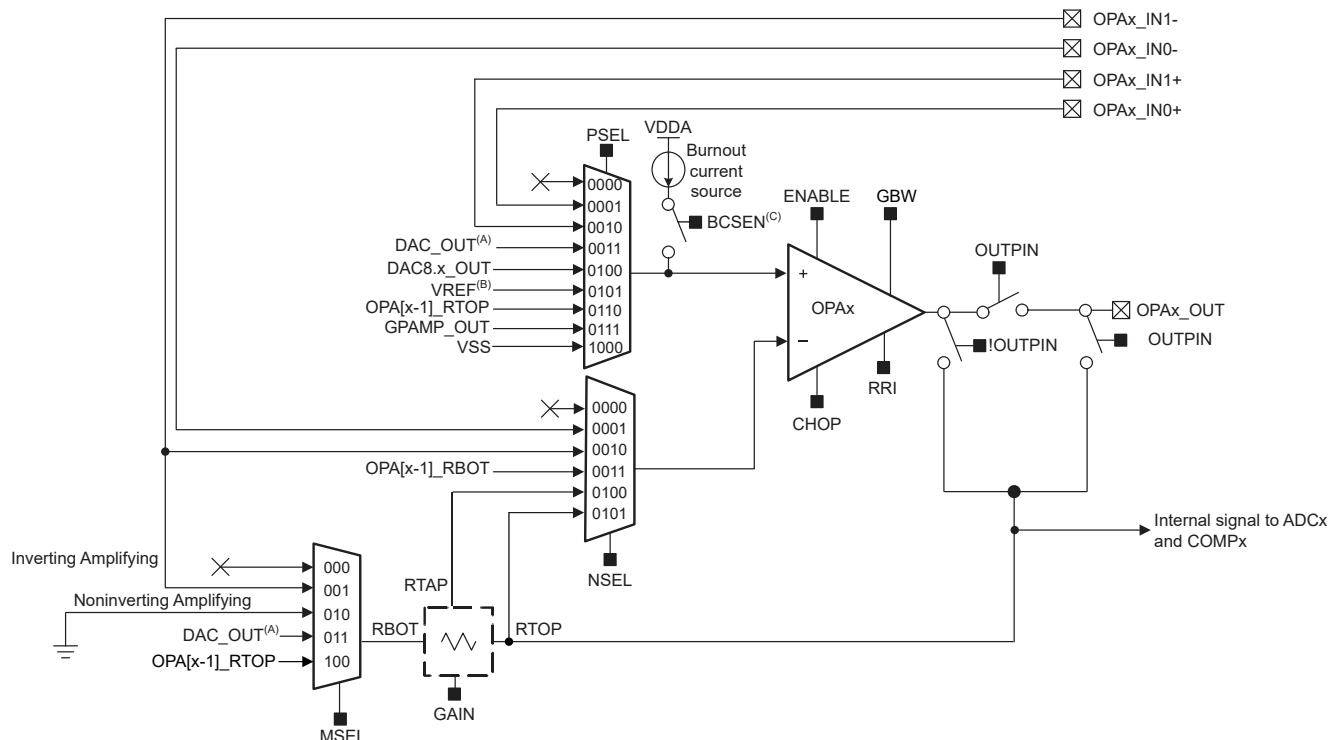 OPAx_IN1-
OPAx_IN0-
OPAx_IN1+
OPAx_IN0+
PSEL
VDDA
Burnout
current
source
BCSEN(C)
ENABLE
GBW
0000
0001
0010
DAC_OUT(A)
0011
DAC8.x_OUT
0100
VREF(B)
0101
OPA[x-1]_RTOP
0110
GPAMP_OUT
0111
VSS
1000
+
OPAx
−
RRI
CHOP
OUTPIN
OPAx_OUT
!OUTPIN
OUTPIN
0000
0001
0010
OPA[x-1]_RBOT
0011
0100
0101
NSEL
Internal signal to ADCx
and COMPx
Inverting Amplifying
000
001
Noninverting Amplifying
010
DAC_OUT(A)
011
OPA[x-1]_RTOP
100
MSEL
RBOT
RTAP
RTOP
GAIN